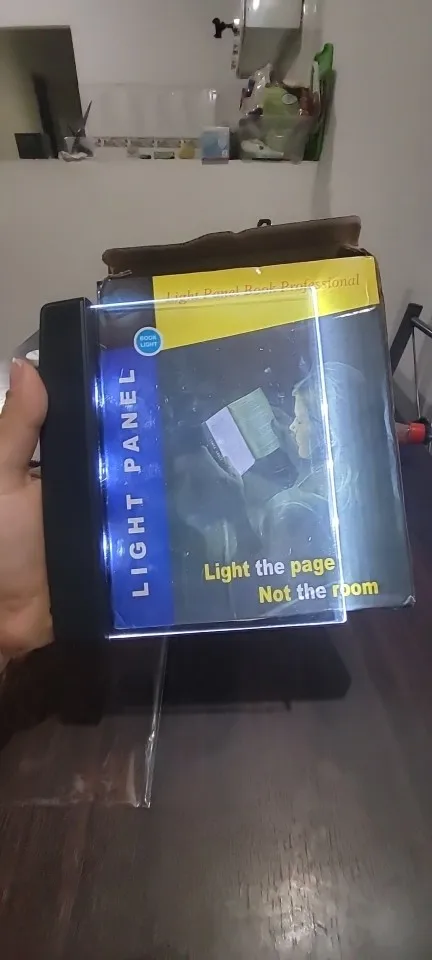 Light Panel Book Professional
BOOK
LIGHT
LIGHT PANEL
Light the page
Not the room